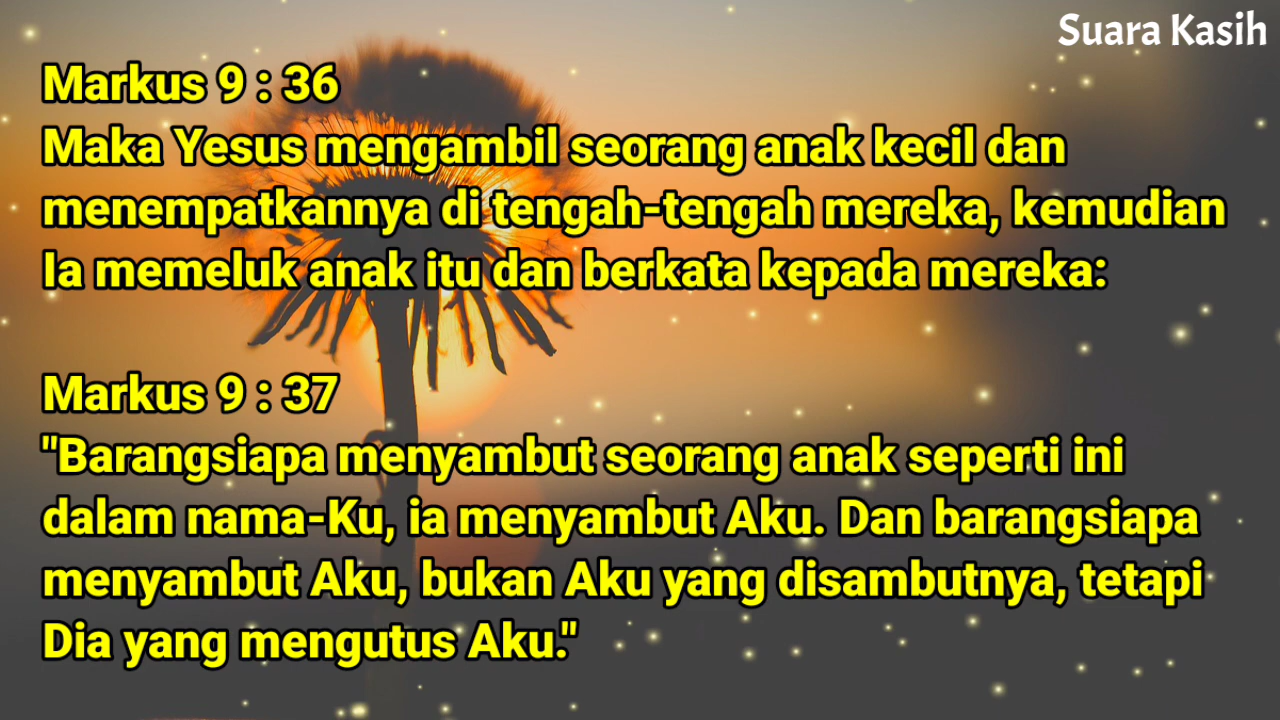 Suara Kasih
Markus 9 : 36
Maka Yesus mengambil seorang anak kecil dan
menempatkannya di tengah-tengah mereka, kemudian
Ia memeluk anak itu dan berkata kepada mereka:
Markus 9 : 37
"Barangsiapa menyambut seorang anak seperti ini
dalam nama-Ku, ia menyambut Aku. Dan barangsiapa
menyambut Aku, bukan Aku yang disambutnya, tetapi
Dia yang mengutus Aku."